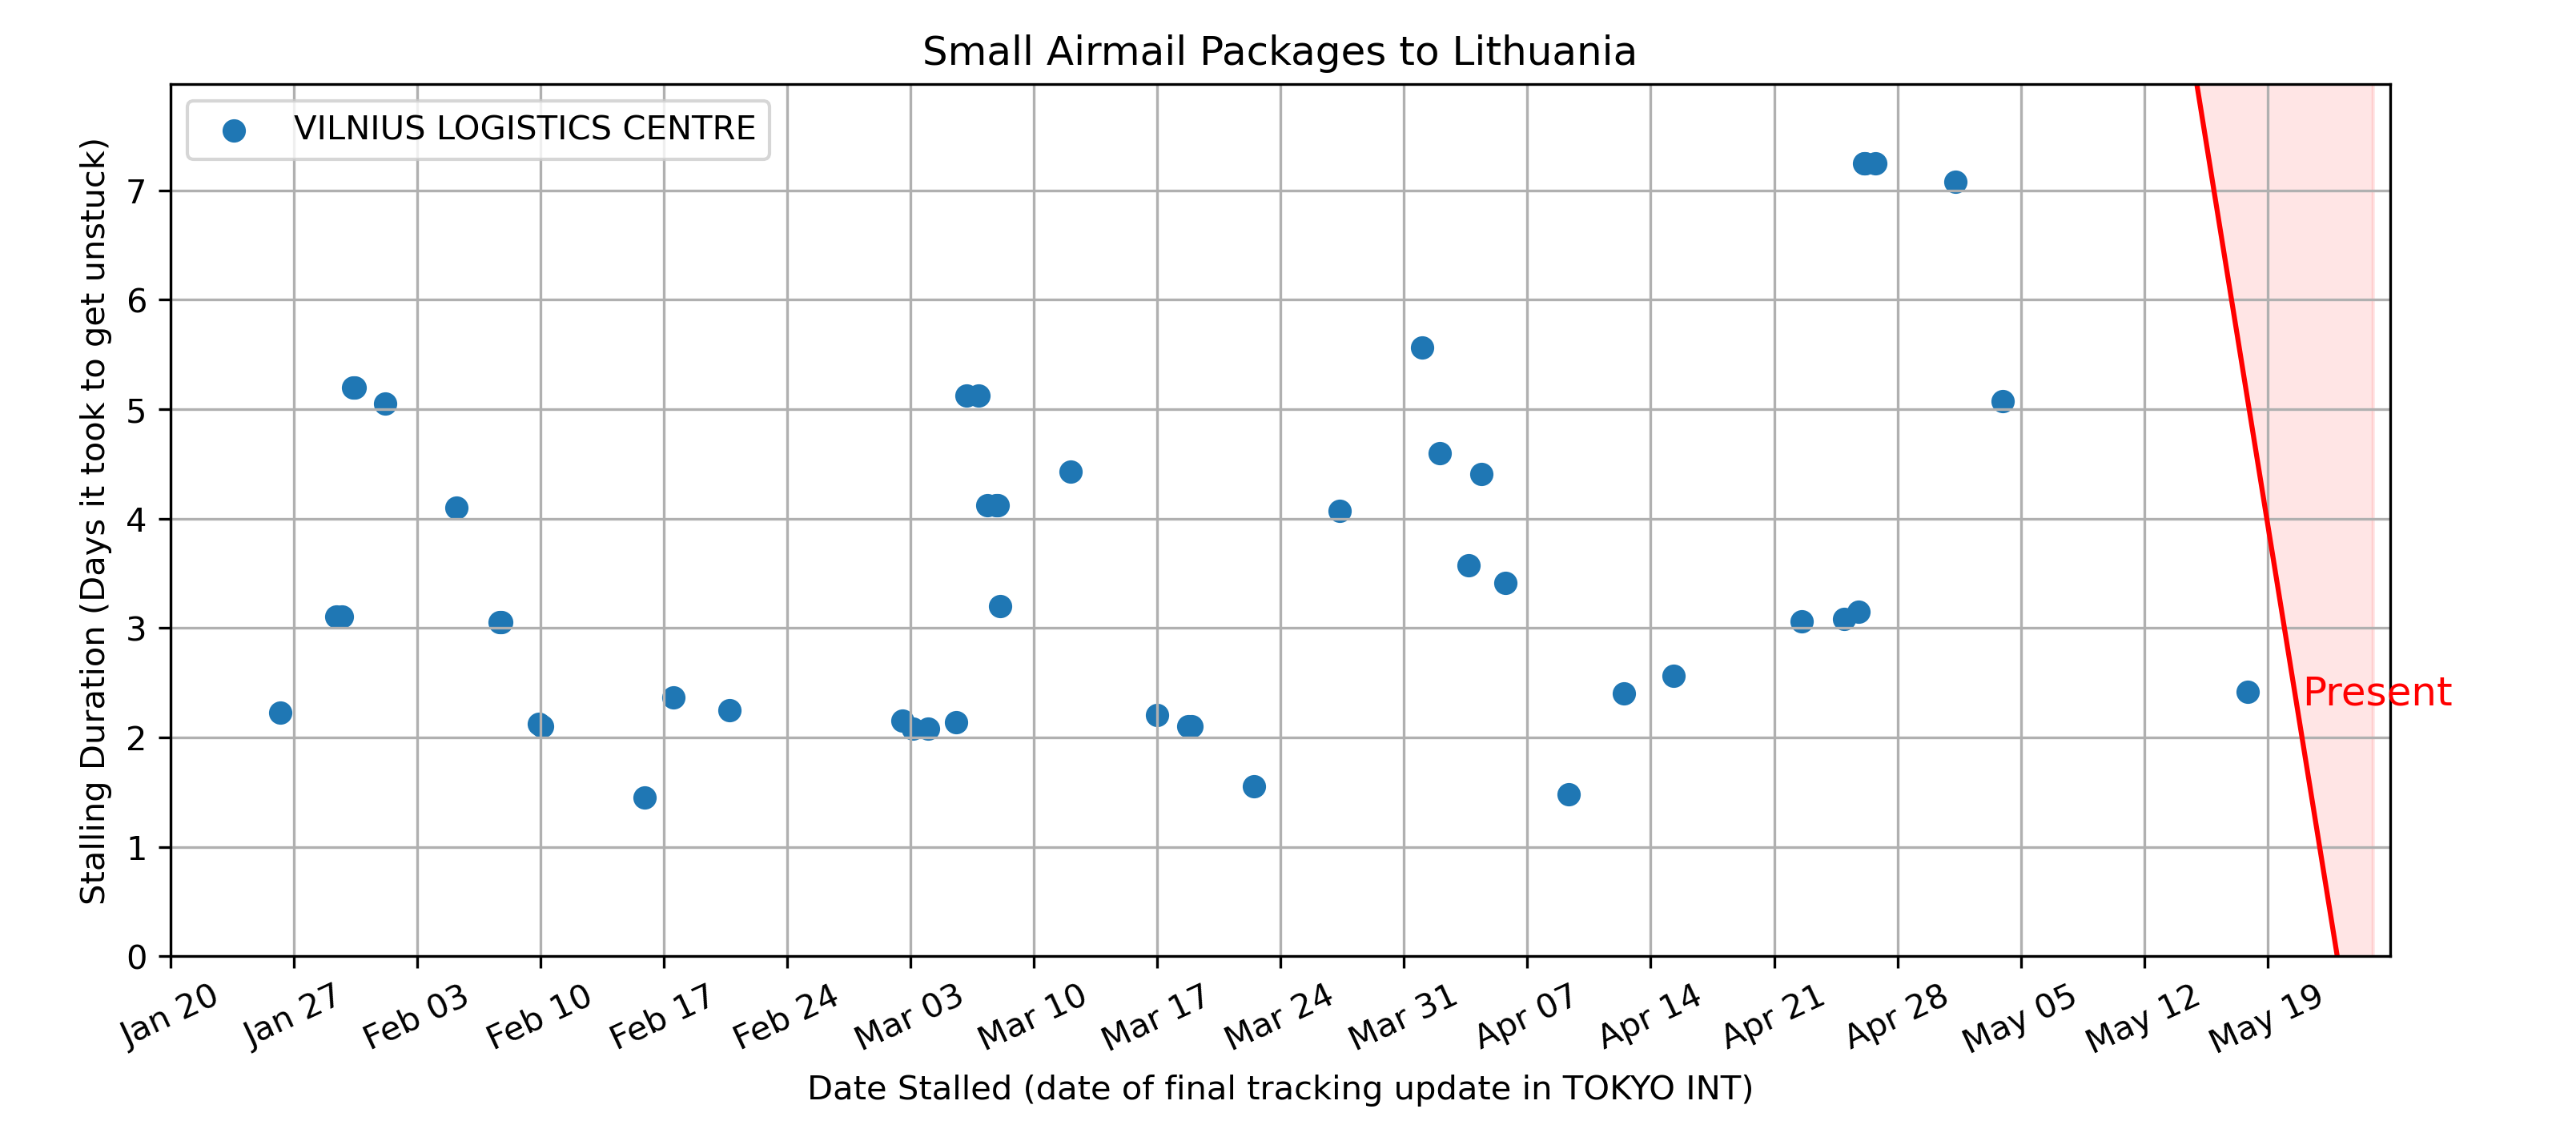 Small Airmail Packages to Lithuania
VILNIUS LOGISTICS CENTRE
Stalling Duration (Days it took to get unstuck)
7
6
5
4
3
2
1
0
Present
Jan 20
Jan 27
Feb 03
Feb 10
Feb 17
Feb 24
Mar 03
Mar 10
Mar 17
Mar 24
Mar 31
Apr 07
Apr 14
Apr 21
Apr 28
May 05
May 12
May 19
Date Stalled (date of final tracking update in TOKYO INT)